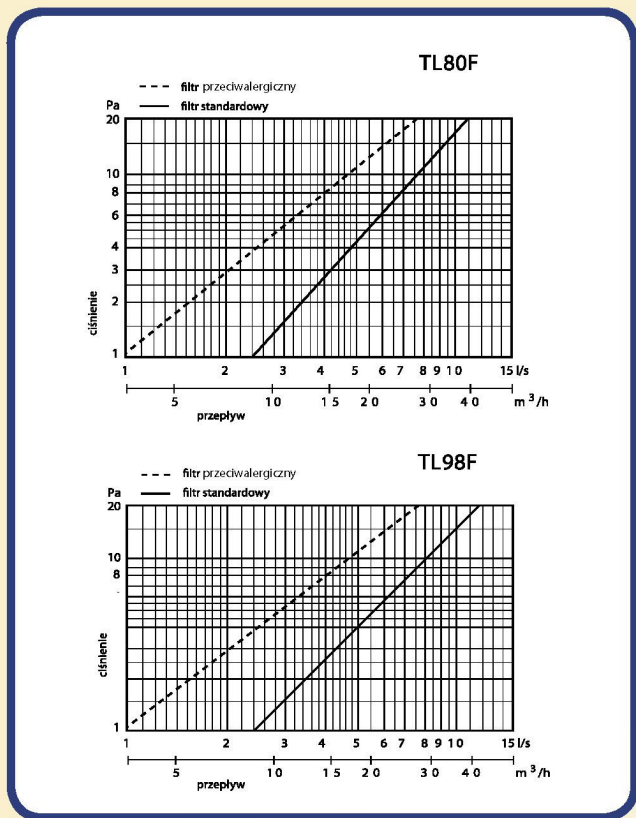 TL80F
filtr przeciwalergiczny
Pa filtr standardowy
20
10
8
6
4
3
2
1
ciśnienie
1 2 3 4 5 6 7 8 9 10 15 l/s
5 10 15 20 30 40 m³/h
przepływ
TL98F
filtr przeciwalergiczny
Pa filtr standardowy
20
10
8
1
ciśnienie
1 2 3 4 5 6 7 8 9 10 15 l/s
5 10 15 20 30 40 m³/h
przepływ